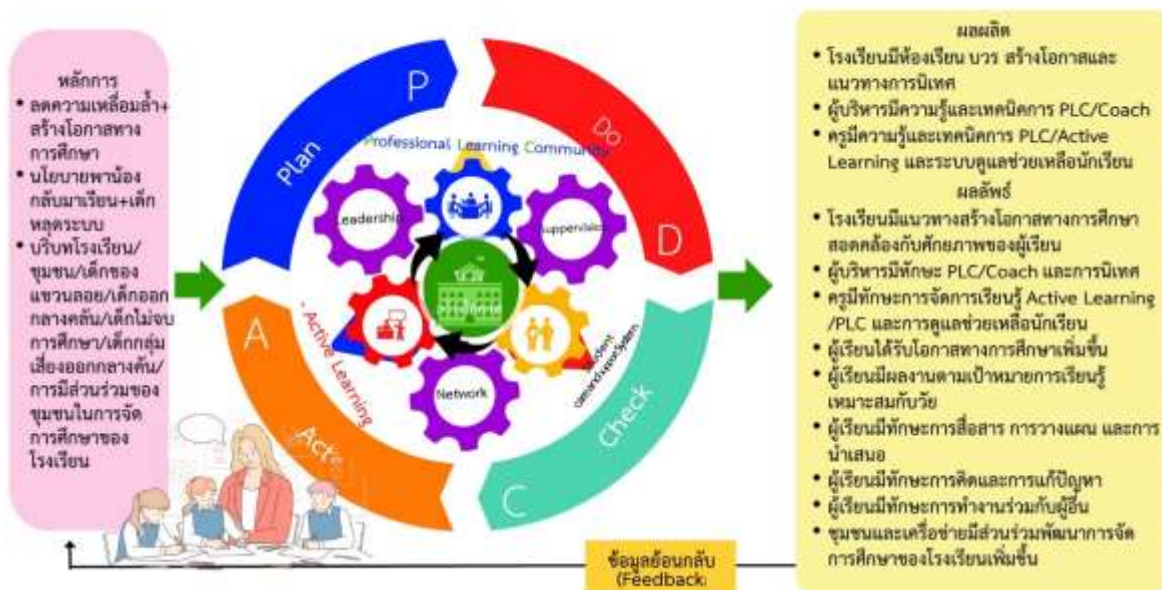 หลักการ
• ลดความเหลื่อมล้ำ+
สร้างโอกาสทาง
การศึกษา
• นโยบายพาน้อง
กลับมาเรียน+เด็ก
หลุดระบบ
• บริบทโรงเรียน/
ชุมชน/เด็กของ
แขวนลอย/เด็กออก
กลางคลัน/เด็กไม่จบ
การศึกษา/เด็กกลุ่ม
เสี่ยงออกกลางคัน/
การมีส่วนร่วมของ
ชุมชนในการจัด
การศึกษาของ
โรงเรียน
P
Plan
Do
D
Check
C
A
Professional Learning Community
Leadership
Suppervision
Network
Active Learning
care and support System
ผลผลิต
• โรงเรียนมีห้องเรียน บวร สร้างโอกาสและ
แนวทางการนิเทศ
• ผู้บริหารมีความรู้และเทคนิคการ PLC/Coach
• ครูมีความรู้และเทคนิคการ PLC/Active
Learning และระบบดูแลช่วยเหลือนักเรียน
ผลลัพธ์
• โรงเรียนมีแนวทางสร้างโอกาสทางการศึกษา
สอดคล้องกับศักยภาพของผู้เรียน
• ผู้บริหารมีทักษะ PLC/Coach และการนิเทศ
• ครูมีทักษะการจัดการเรียนรู้ Active Learning
/PLC และการดูแลช่วยเหลือนักเรียน
• ผู้เรียนได้รับโอกาสทางการศึกษาเพิ่มขึ้น
• ผู้เรียนมีผลงานตามเป้าหมายการเรียนรู้
เหมาะสมกับวัย
• ผู้เรียนมีทักษะการสื่อสาร การวางแผน และการ
นำเสนอ
• ผู้เรียนมีทักษะการคิดและการแก้ปัญหา
• ผู้เรียนมีทักษะการทำงานร่วมกับผู้อื่น
• ชุมชนและเครือข่ายมีส่วนร่วมพัฒนาการจัด
การศึกษาของโรงเรียนเพิ่มขึ้น
ข้อมูลย้อนกลับ
(Feedback